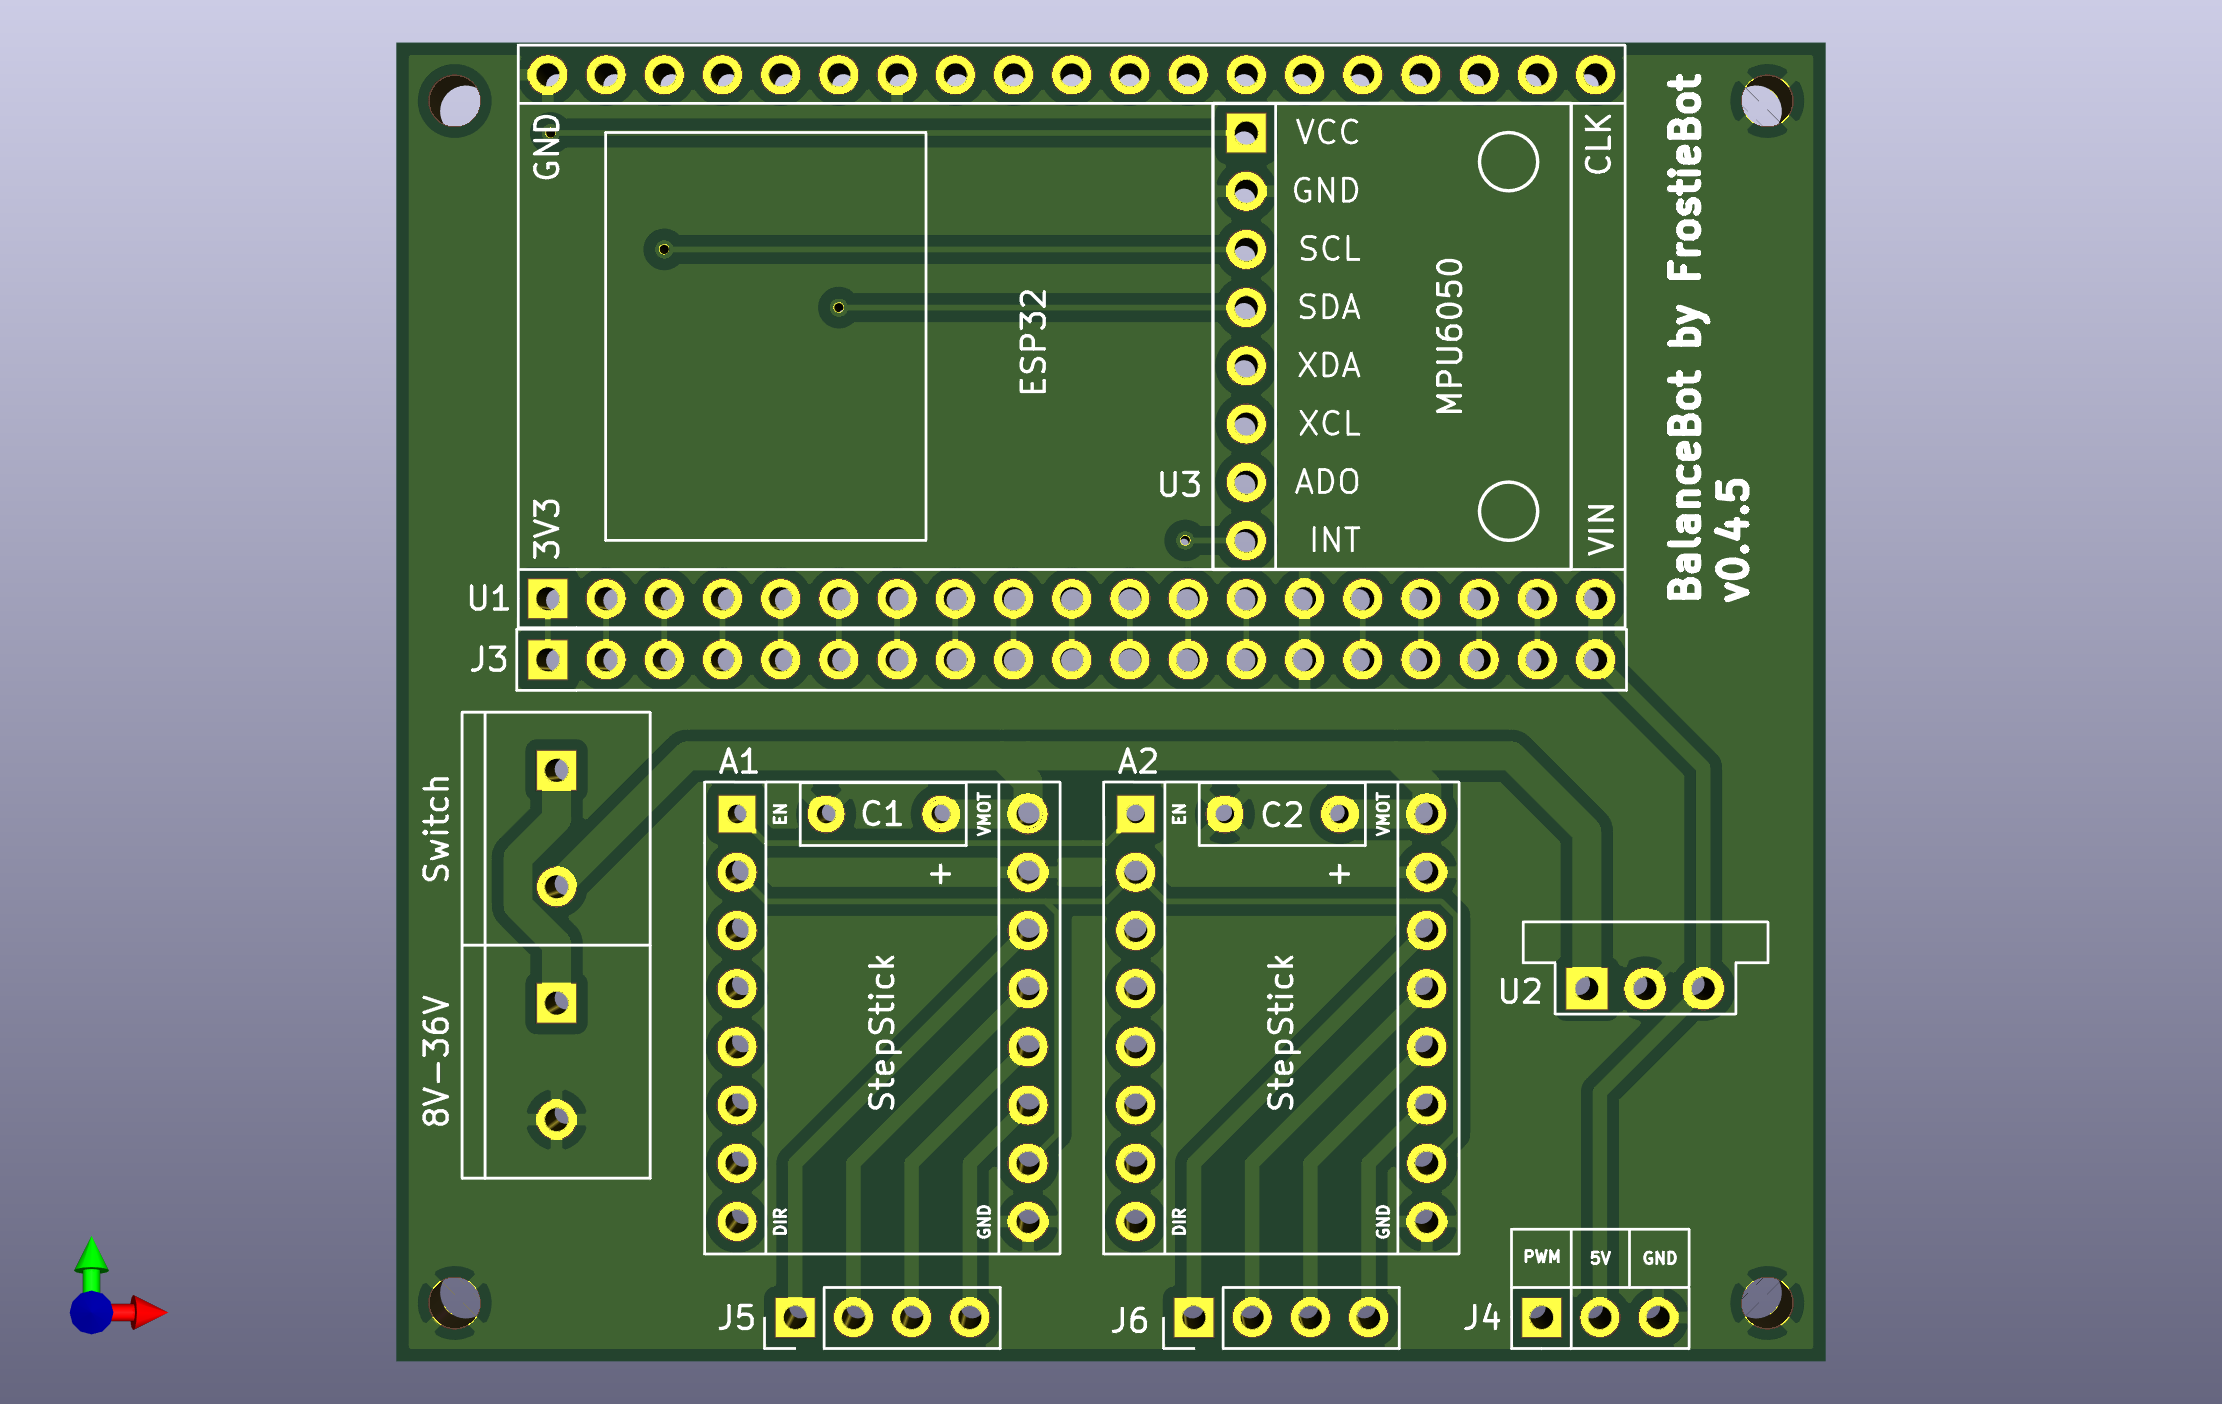 GND
VCC
GND
SCL
SDA
XDA
XCL
ADO
INT
CLK
ESP32
MPU6050
U3
3V3
VIN
BalanceBot by FrostieBot
v0.4.5
U1
J3
Switch
8V-36V
A1
EN
C1
VMOT
+
StepStick
DIR
GND
A2
EN
C2
VMOT
+
StepStick
DIR
GND
U2
PWM
5V
GND
J5
J6
J4